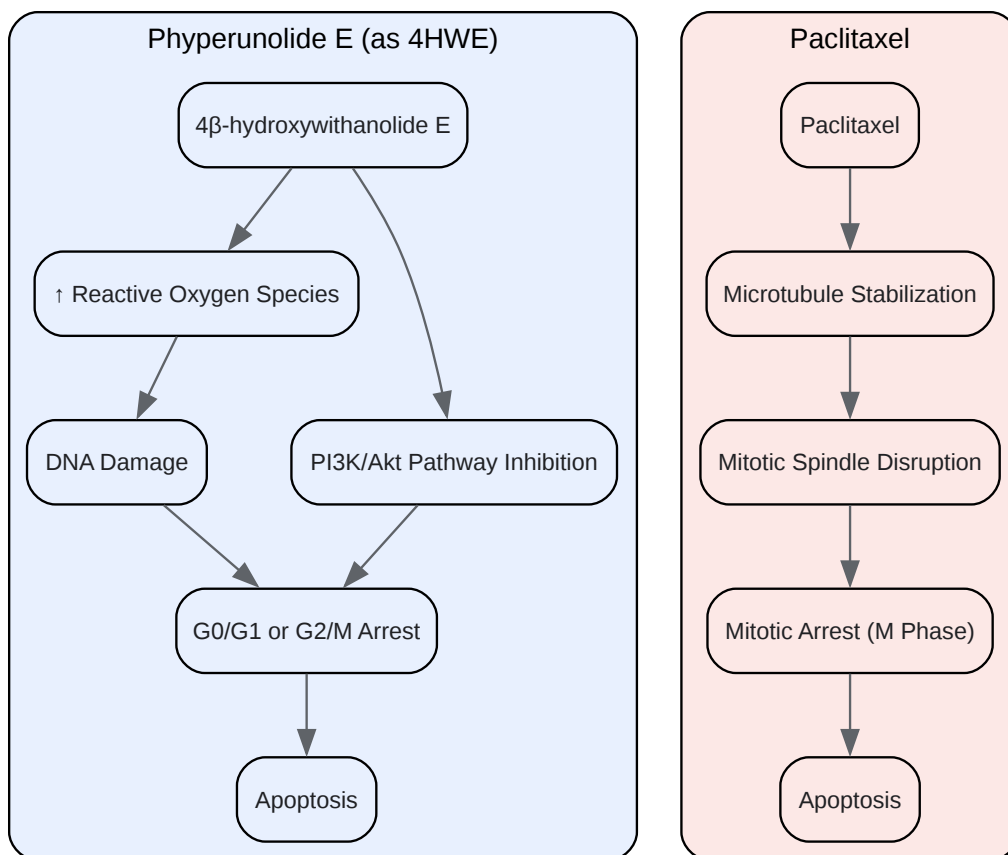 Phyperunolide E (as 4HWE)
4β-hydroxywithanolide E
↑ Reactive Oxygen Species
DNA Damage
PI3K/Akt Pathway Inhibition
G0/G1 or G2/M Arrest
Apoptosis
Paclitaxel
Paclitaxel
Microtubule Stabilization
Mitotic Spindle Disruption
Mitotic Arrest (M Phase)
Apoptosis